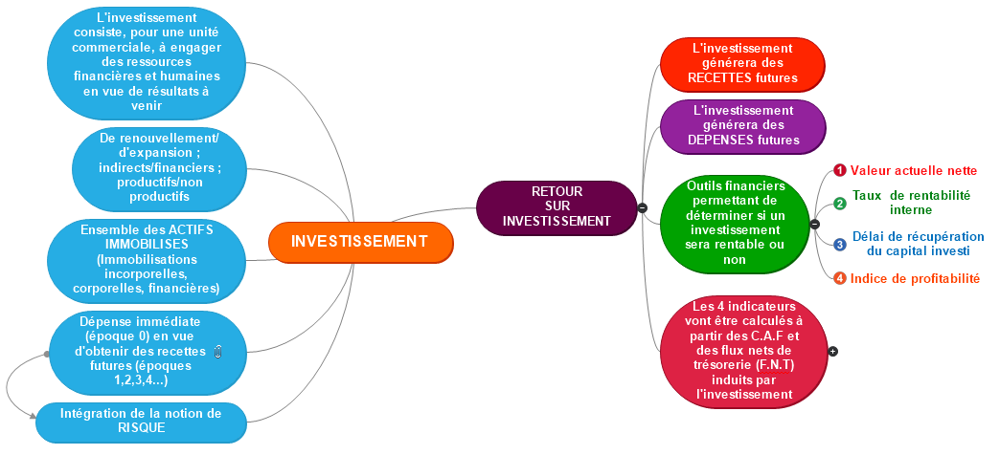 L'investissement
consiste, pour une unité
commerciale, à engager
des ressources
financières et humaines
en vue de résultats à
venir
De renouvellement/
d'expansion ;
indirects/financiers ;
productifs/non
productifs
Ensemble des ACTIFS
IMMOBILISES
(Immobilisations
incorporelles,
corporelles, financières)
Dépense immédiate
(époque 0) en vue
d'obtenir des recettes
futures (époques
1,2,3,4...)
Intégration de la notion de
RISQUE
INVESTISSEMENT
RETOUR
SUR
INVESTISSEMENT
L'investissement
générera des
RECETTES futures
L'investissement
générera des
DEPENSES futures
Outils financiers
permettant de
déterminer si un
investissement
sera rentable ou
non
1 Valeur actuelle nette
2 Taux de rentabilité
interne
3 Délai de récupération
du capital investi
4 Indice de profitabilité
Les 4 indicateurs
vont être calculés à
partir des C.A.F et
des flux nets de
trésorerie (F.N.T)
induits par
l'investissement